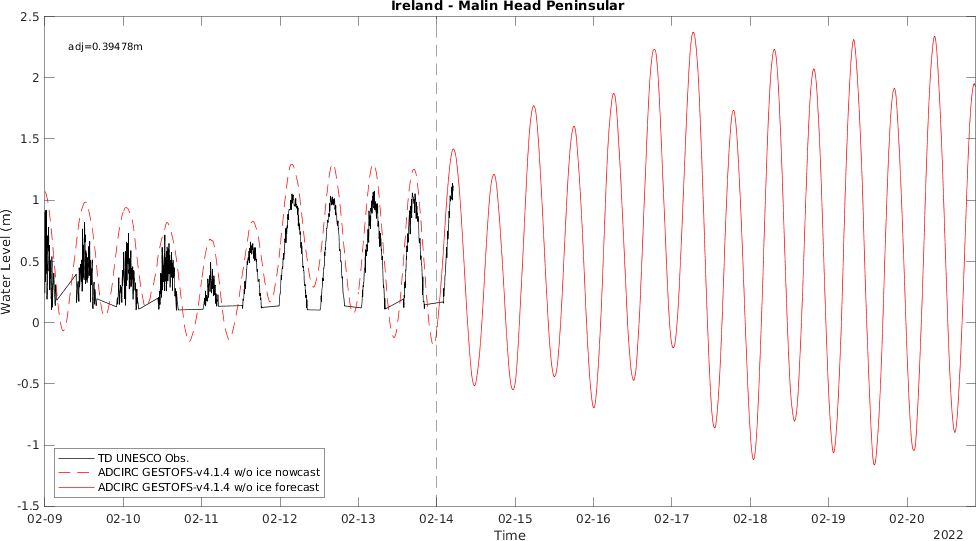 Ireland - Malin Head Peninsular
adj=0.39478m
Water Level (m)
2.5
2
1.5
1
0.5
0
-0.5
-1
-1.5
TD UNESCO Obs.
ADCIRC GESTOFS-v4.1.4 w/o ice nowcast
ADCIRC GESTOFS-v4.1.4 w/o ice forecast
02-09 02-10 02-11 02-12 02-13 02-14 02-15 02-16 02-17 02-18 02-19 02-20
Time
2022